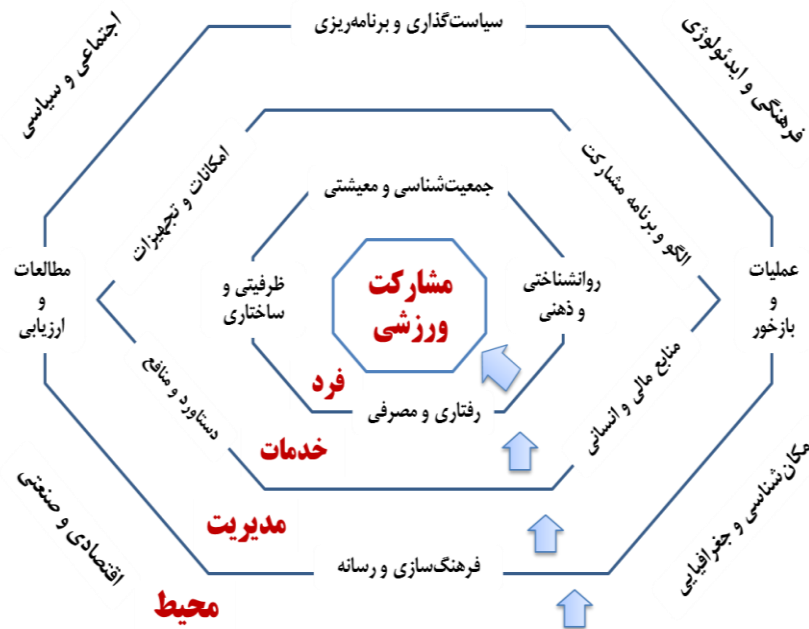 سیاست‌گذاری و برنامه‌ریزی
فرهنگی و ایدئولوژی
اجتماعی و سیاسی
امکانات و تجهیزات
الگو و برنامه مشارکت
جمعیت‌شناسی و معیشتی
عملیات
و
بازخور
روانشناختی
و ذهنی
مشارکت
ورزشی
ظرفیتی و
ساختاری
مطالعات
و
ارزیابی
منابع مالی و انسانی
دستاورد و منافع
فرد
رفتاری و مصرفی
خدمات
مکان‌شناسی و جغرافیایی
اقتصادی و صنعتی
مدیریت
فرهنگ‌سازی و رسانه
محیط